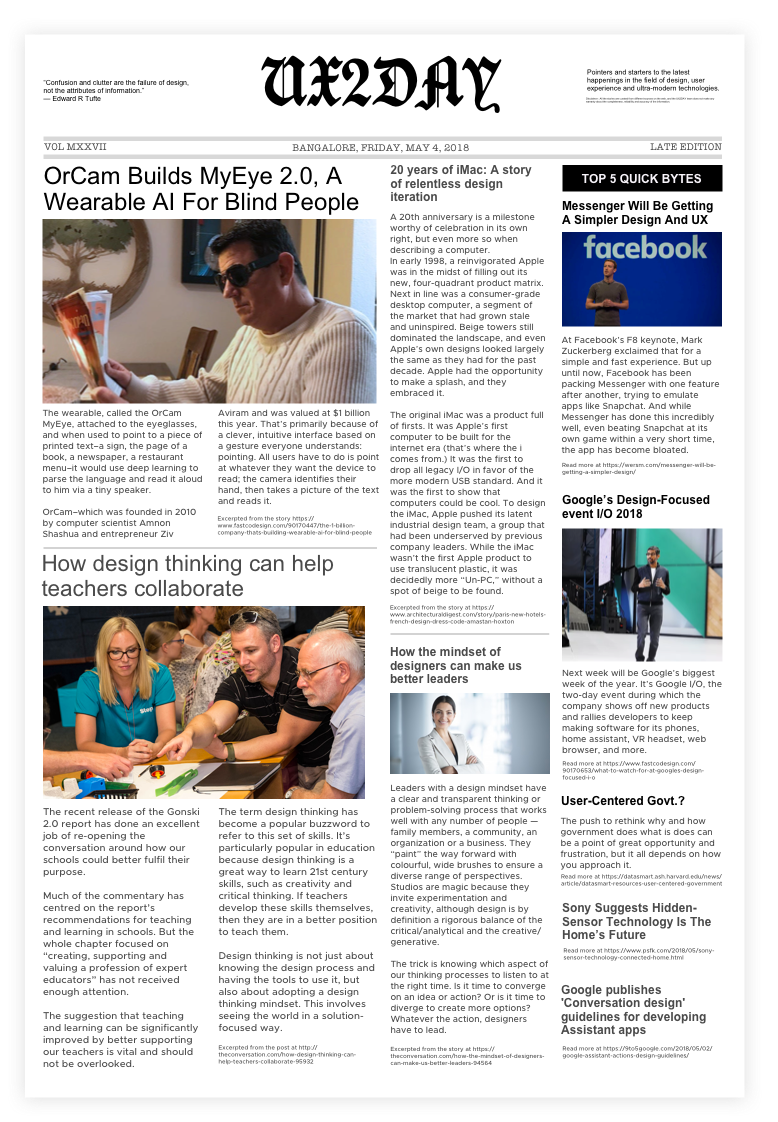 "Confusion and clutter are the failure of design,
not the attributes of information."
— Edward R Tufte
UX2DAY
Pointers and starters to the latest
happenings in the field of design, user
experience and ultra-modern technologies.
VOL MXXVII
BANGALORE, FRIDAY, MAY 4, 2018
LATE EDITION
OrCam Builds MyEye 2.0, A
Wearable AI For Blind People
The wearable, called the OrCam
MyEye, attached to the eyeglasses,
and when used to point to a piece of
printed text–a sign, the page of a
book, a newspaper, a restaurant
menu–it would use deep learning to
parse the language and read it aloud
to him via a tiny speaker.
OrCam–which was founded in 2010
by computer scientist Amnon
Shashua and entrepreneur Ziv
Aviram and was valued at $1 billion
this year. That's primarily because of
a clever, intuitive interface based on
a gesture everyone understands:
pointing. All users have to do is point
at whatever they want the device to
read; the camera identifies their
hand, then takes a picture of the text
and reads it.
Excerpted from the story https://
www.fastcodesign.com/90170447/the-1-billion-
company-thats-building-wearable-ai-for-blind-people
How design thinking can help
teachers collaborate
Step
The recent release of the Gonski
2.0 report has done an excellent
job of re-opening the
conversation around how our
schools could better fulfil their
purpose.
Much of the commentary has
centred on the report's
recommendations for teaching
and learning in schools. But the
whole chapter focused on
"creating, supporting and
valuing a profession of expert
educators" has not received
enough attention.
The suggestion that teaching
and learning can be significantly
improved by better supporting
our teachers is vital and should
not be overlooked.
The term design thinking has
become a popular buzzword to
refer to this set of skills. It's
particularly popular in education
because design thinking is a
great way to learn 21st century
skills, such as creativity and
critical thinking. If teachers
develop these skills themselves,
then they are in a better position
to teach them.
Design thinking is not just about
knowing the design process and
having the tools to use it, but
also about adopting a design
thinking mindset. This involves
seeing the world in a solution-
focused way.
Excerpted from the post at http://
theconversation.com/how-design-thinking-can-
help-teachers-collaborate-95932
20 years of iMac: A story
of relentless design
iteration
A 20th anniversary is a milestone
worthy of celebration in its own
right, but even more so when
describing a computer.
In early 1998, a reinvigorated Apple
was in the midst of filling out its
new, four-quadrant product matrix.
Next in line was a consumer-grade
desktop computer, a segment of
the market that had grown stale
and uninspired. Beige towers still
dominated the landscape, and even
Apple's own designs looked largely
the same as they had for the past
decade. Apple had the opportunity
to make a splash, and they
embraced it.
The original iMac was a product full
of firsts. It was Apple's first
computer to be built for the
internet era (that's where the i
comes from.) It was the first to
drop all legacy I/O in favor of the
more modern USB standard. And it
was the first to show that
computers could be cool. To design
the iMac, Apple pushed its latent
industrial design team, a group that
had been underserved by previous
company leaders. While the iMac
wasn't the first Apple product to
use translucent plastic, it was
decidedly more "Un-PC," without a
spot of beige to be found.
Excerpted from the story at https://
www.architecturaldigest.com/story/paris-new-hotels-
french-design-dress-code-amastan-hoxton
How the mindset of
designers can make us
better leaders
Leaders with a design mindset have
a clear and transparent thinking or
problem-solving process that works
well with any number of people —
family members, a community, an
organization or a business. They
"paint" the way forward with
colourful, wide brushes to ensure a
diverse range of perspectives.
Studios are magic because they
invite experimentation and
creativity, although design is by
definition a rigorous balance of the
critical/analytical and the creative/
generative.
The trick is knowing which aspect of
our thinking processes to listen to at
the right time. Is it time to converge
on an idea or action? Or is it time to
diverge to create more options?
Whatever the action, designers
have to lead.
Excerpted from the story at https://
theconversation.com/how-the-mindset-of-designers-
can-make-us-better-leaders-94564
TOP 5 QUICK BYTES
Messenger Will Be Getting
A Simpler Design And UX
facebook
At Facebook's F8 keynote, Mark
Zuckerberg exclaimed that for a
simple and fast experience. But up
until now, Facebook has been
packing Messenger with one feature
after another, trying to emulate
apps like Snapchat. And while
Messenger has done this incredibly
well, even beating Snapchat at its
own game within a very short time,
the app has become bloated.
Read more at https://wersm.com/messenger-will-be-
getting-a-simpler-design/
Google's Design-Focused
event I/O 2018
Next week will be Google's biggest
week of the year. It's Google I/O, the
two-day event during which the
company shows off new products
and rallies developers to keep
making software for its phones,
home assistant, VR headset, web
browser, and more.
Read more at https://www.fastcodesign.com/
90170653/what-to-watch-for-at-googles-design-
focused-i-o
User-Centered Govt.?
The push to rethink why and how
government does what is does can
be a point of great opportunity and
frustration, but it all depends on how
you approach it.
Read more at https://datasmart.ash.harvard.edu/news/
article/datasmart-resources-user-centered-government
Sony Suggests Hidden-
Sensor Technology Is The
Home's Future
Read more at https://www.psfk.com/2018/05/sony-
sensor-technology-connected-home.html
Google publishes
'Conversation design'
guidelines for developing
Assistant apps
Read more at https://9to5google.com/2018/05/02/
google-assistant-actions-design-guidelines/